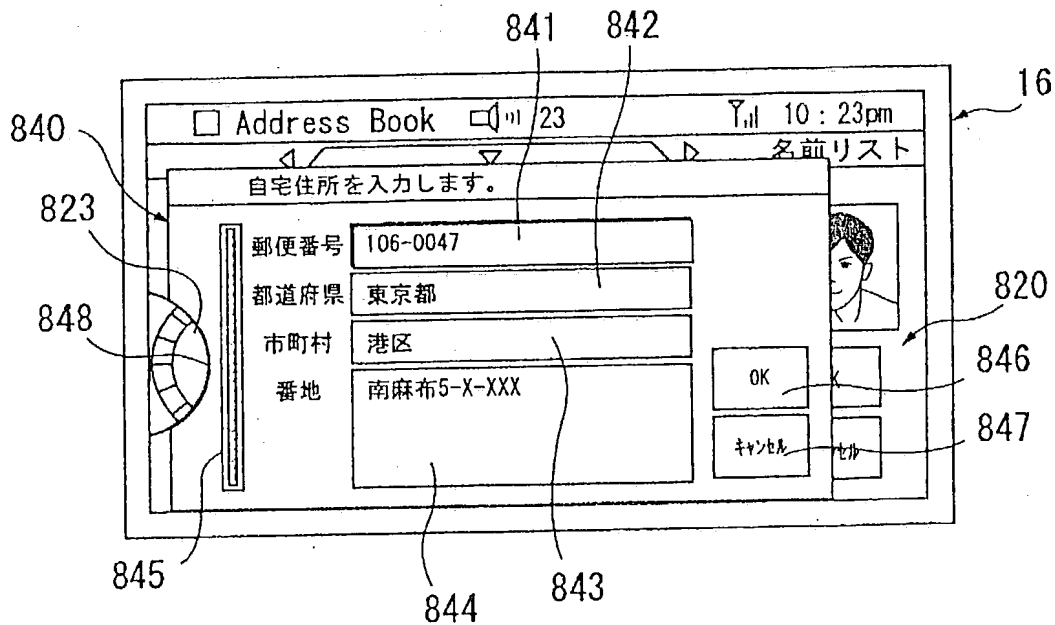 841 842
16
□ Address Book 23 10:23pm
840
名前リスト
自宅住所を入力します。
823
郵便番号 106-0047
都道府県 東京都
820
848
市町村 港区
846
番地 南麻布5-X-XXX
OK
847
キャンセル セル
845 844 843